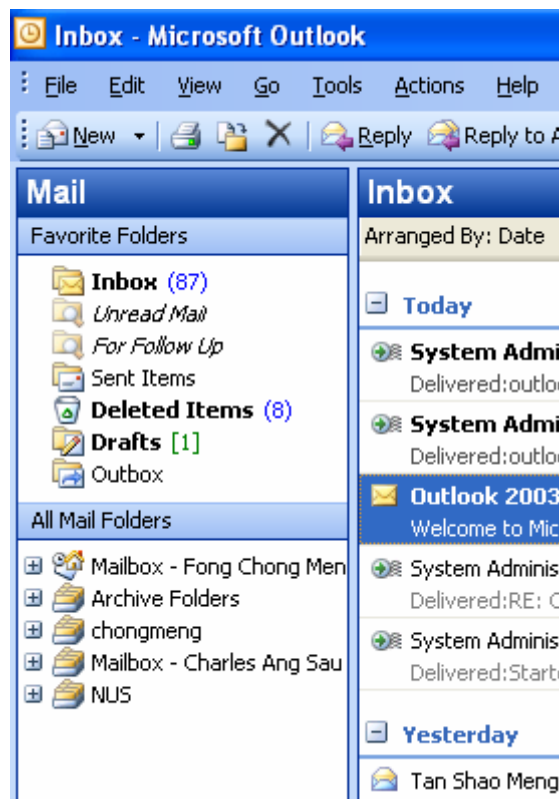 Inbox - Microsoft Outlook
File Edit View Go Tools Actions Help
New Reply Reply to A
Mail
Favorite Folders
Inbox (87)
Unread Mail
For Follow Up
Sent Items
Deleted Items (8)
Drafts [1]
Outbox
All Mail Folders
Mailbox - Fong Chong Men
Archive Folders
chongmeng
Mailbox - Charles Ang Sau
NUS
Inbox
Arranged By: Date
Today
System Admi
Delivered:outlo
System Admi
Delivered:outlo
Outlook 2003
Welcome to Mic
System Adminis
Delivered:RE: C
System Adminis
Delivered:Starte
Yesterday
Tan Shao Meng